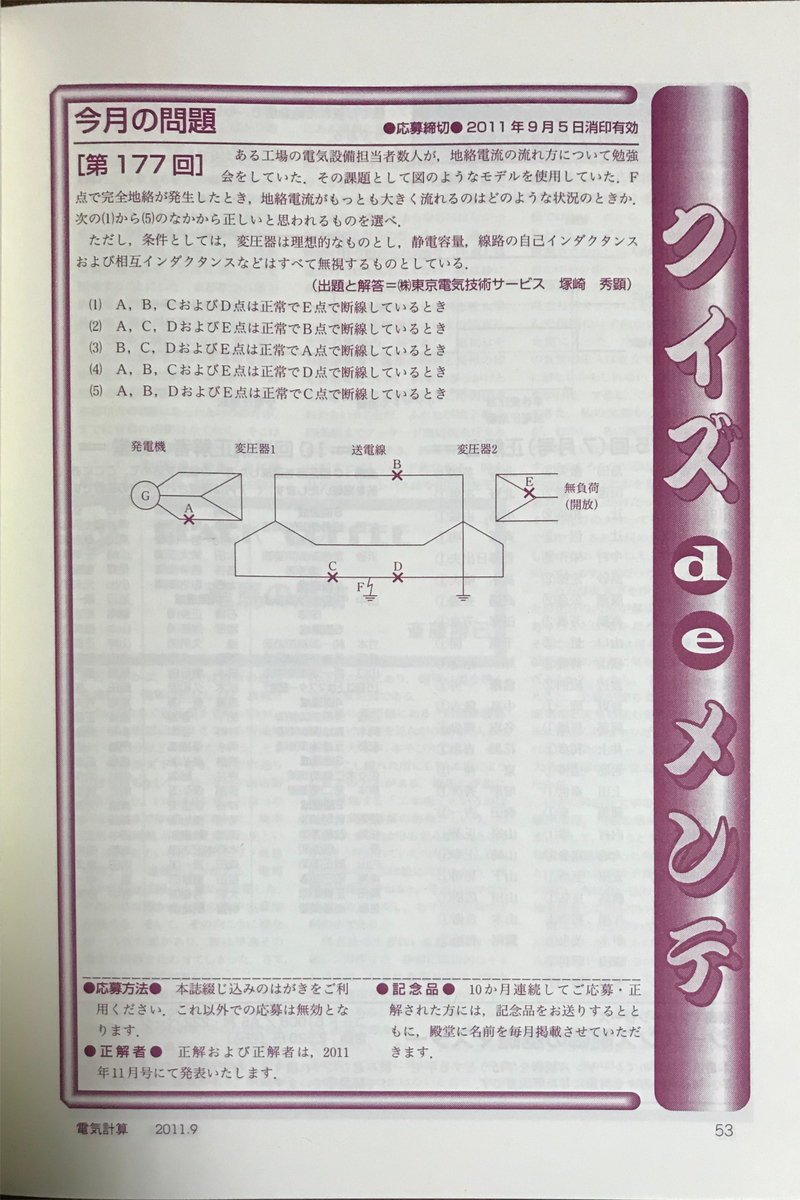 今月の問題
●応募締切●2011年9月5日消印有効
[第177回]
ある工場の電気設備担当者数人が，地絡電流の流れ方について勉強
会をしていた．その課題として図のようなモデルを使用していた．F
点で完全地絡が発生したとき，地絡電流がもっとも大きく流れるのはどのような状況のときか．
次の⑴から⑸のなかから正しいと思われるものを選べ．
ただし，条件としては，変圧器は理想的なものとし，静電容量，線路の自己インダクタンス
および相互インダクタンスなどはすべて無視するものとしている．
（出題と解答＝㈱東京電気技術サービス　塚崎　秀顕）
⑴　A，B，CおよびD点は正常でE点で断線しているとき
⑵　A，C，DおよびE点は正常でB点で断線しているとき
⑶　B，C，DおよびE点は正常でA点で断線しているとき
⑷　A，B，CおよびE点は正常でD点で断線しているとき
⑸　A，B，DおよびE点は正常でC点で断線しているとき
発電機
変圧器1
送電線
変圧器2
B
G
A
E
無負荷
(開放)
C
F
D
●応募方法●　本誌綴じ込みのはがきをご利
用ください．これ以外での応募は無効とな
ります．
●正解者●　正解および正解者は，2011
年11月号にて発表いたします．
●記念品●　10か月連続してご応募・正
解された方には，記念品をお送りするとと
もに，殿堂に名前を毎月掲載させていただ
きます．
クイズdeメンテ
電気計算　2011.9
53